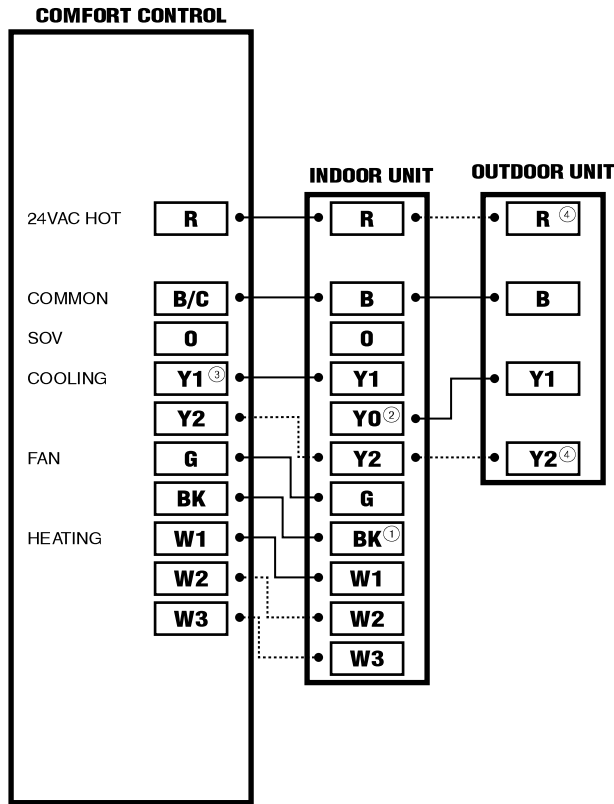 COMFORT CONTROL
INDOOR UNIT
OUTDOOR UNIT
24VAC HOT R R R ④
COMMON B/C B B
SOV O O
COOLING Y1 ③ Y1 Y1
Y2 YO ②
FAN G Y2 Y2 ④
BK G
HEATING W1 BK ①
W2 W1
W3 W2
W3